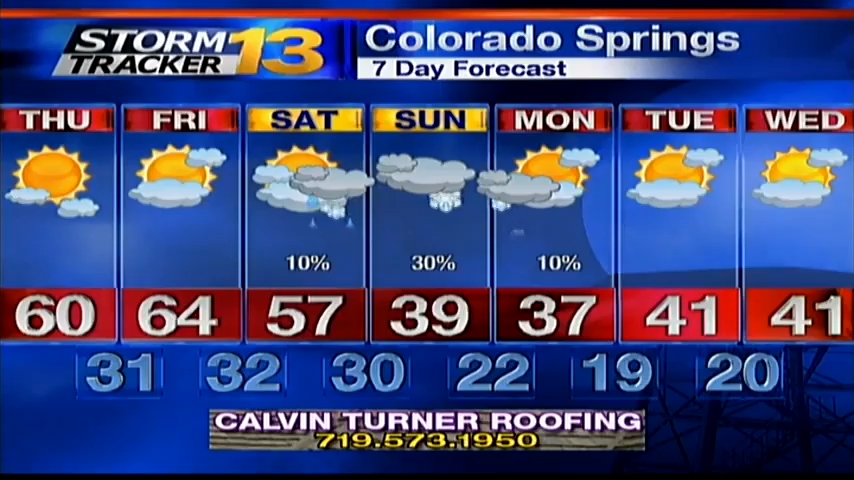 STORM TRACKER 13
Colorado Springs
7 Day Forecast
THU FRI SAT SUN MON TUE WED
10% 30% 10%
60 64 57 39 37 41 41
31 32 30 22 19 20
CALVIN TURNER ROOFING
719.573.1950